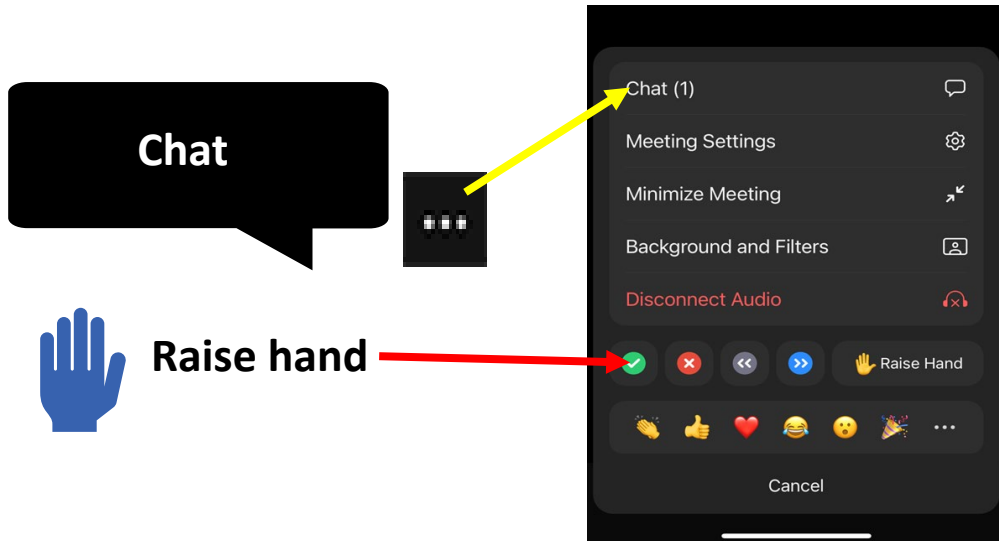 Chat
Raise hand
Chat (1)
Meeting Settings
Minimize Meeting
Background and Filters
Disconnect Audio
Raise Hand
Cancel